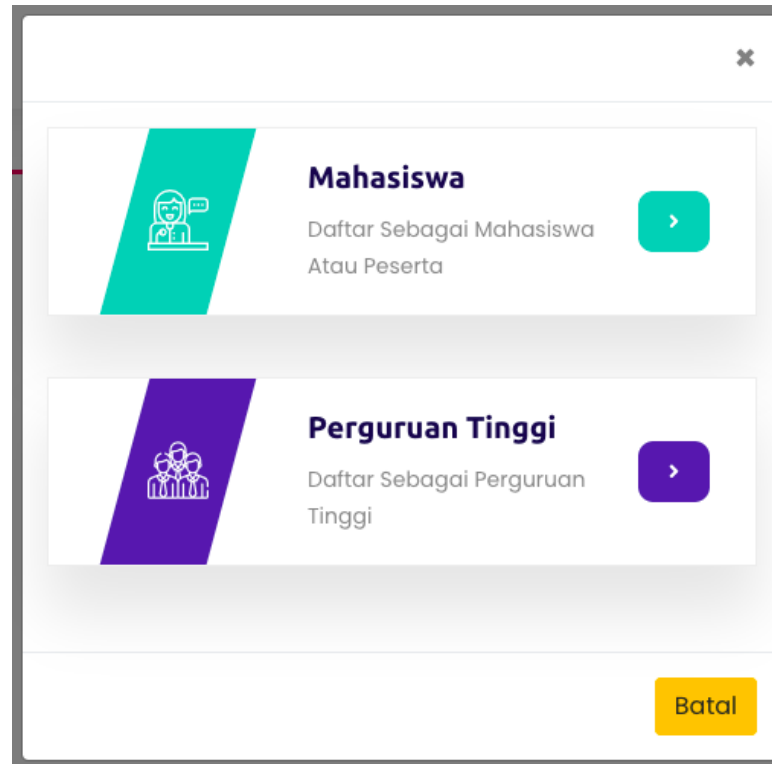 Mahasiswa
Daftar Sebagai Mahasiswa
Atau Peserta
Perguruan Tinggi
Daftar Sebagai Perguruan
Tinggi
Batal